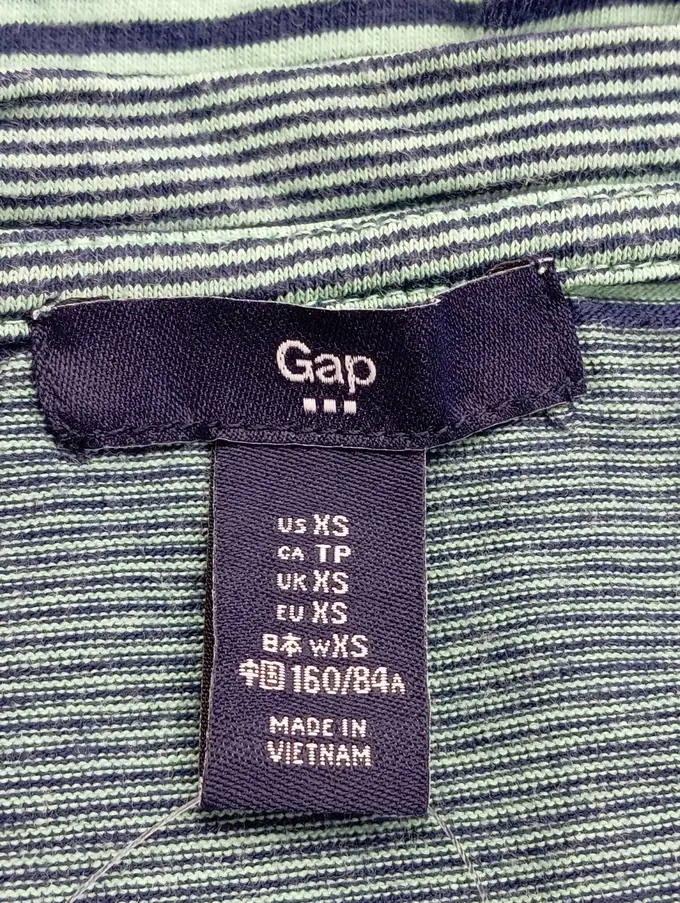 Gap
US XS
CA TP
UK XS
EU XS
日本 WXS
中国 160/84A
MADE IN
VIETNAM